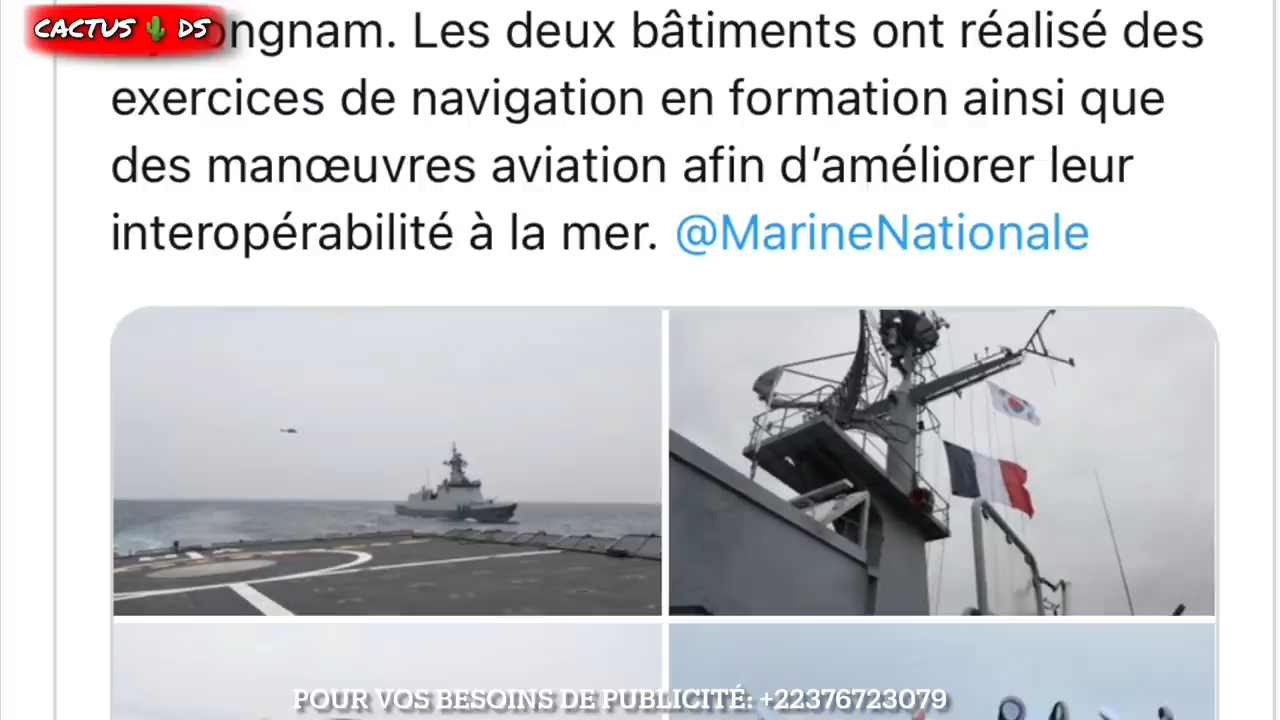 CACTUS 🌵 DS
ongnam. Les deux bâtiments ont réalisé des
exercices de navigation en formation ainsi que
des manœuvres aviation afin d’améliorer leur
interopérabilité à la mer. @MarineNationale
POUR VOS BESOINS DE PUBLICITÉ: +22376723079